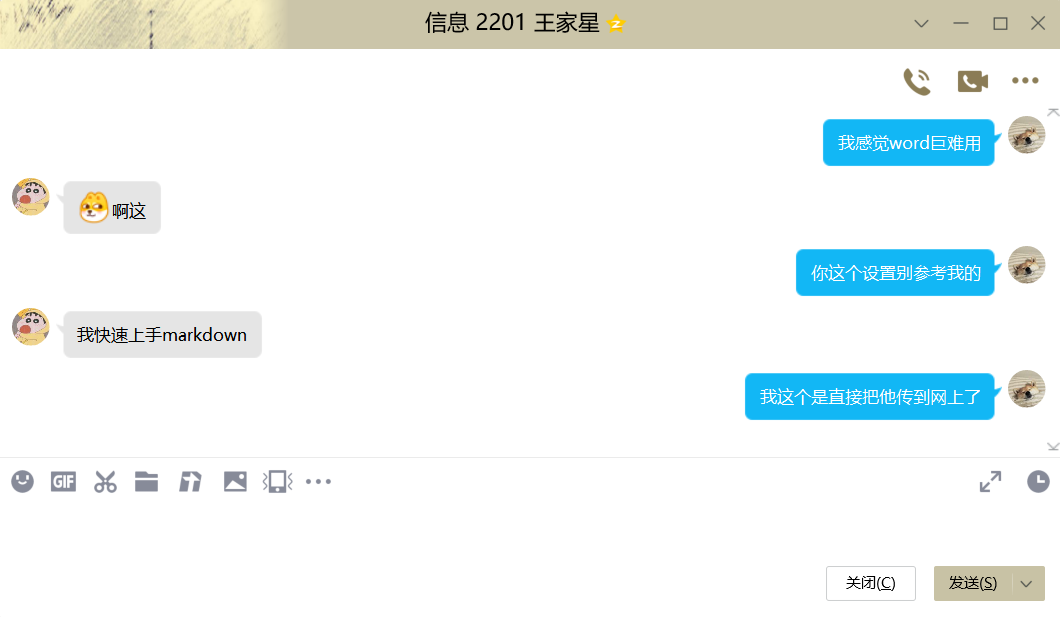 信息 2201 王家星
我感觉word巨难用
啊这
你这个设置别参考我的
我快速上手markdown
我这个是直接把他传到网上了
GIF
关闭(C)
发送(S)